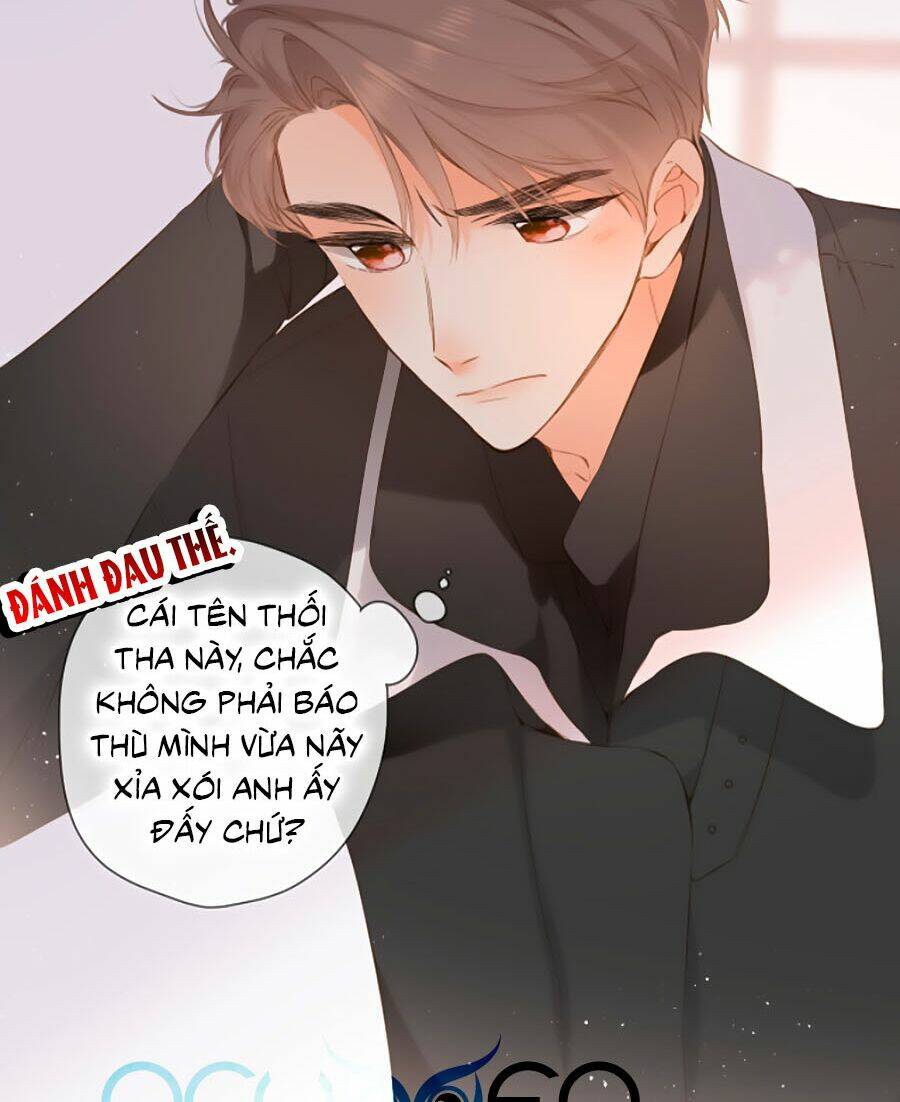 ĐÁNH ĐAU THẾ.
CÁI TÊN THỐI
THA NÀY, CHẮC
KHÔNG PHẢI BÁO
THÙ MÌNH VỪA NÃY
XỈA XÓI ANH ẤY
ĐẤY CHỨ?